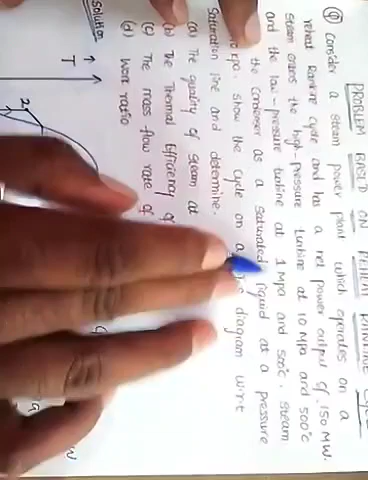 PROBLEM BASED ON REHEAT RANKINE CYCLE
Q Consider a steam power plant which operates on a
reheat Rankine cycle and has a net power output of 150 MW.
Steam enters the high-pressure turbine at 10 MPa and 500°C
and the low-pressure turbine at 1 MPa and 500°C. Steam
the condenser as a saturated liquid at a pressure
kpa. show the cycle on a diagram w.r.t
saturation line and determine.
(a) The quality of steam at
(b) The Thermal Efficiency of
(c) The mass flow rate of
(d) Work ratio
Solution
T
2